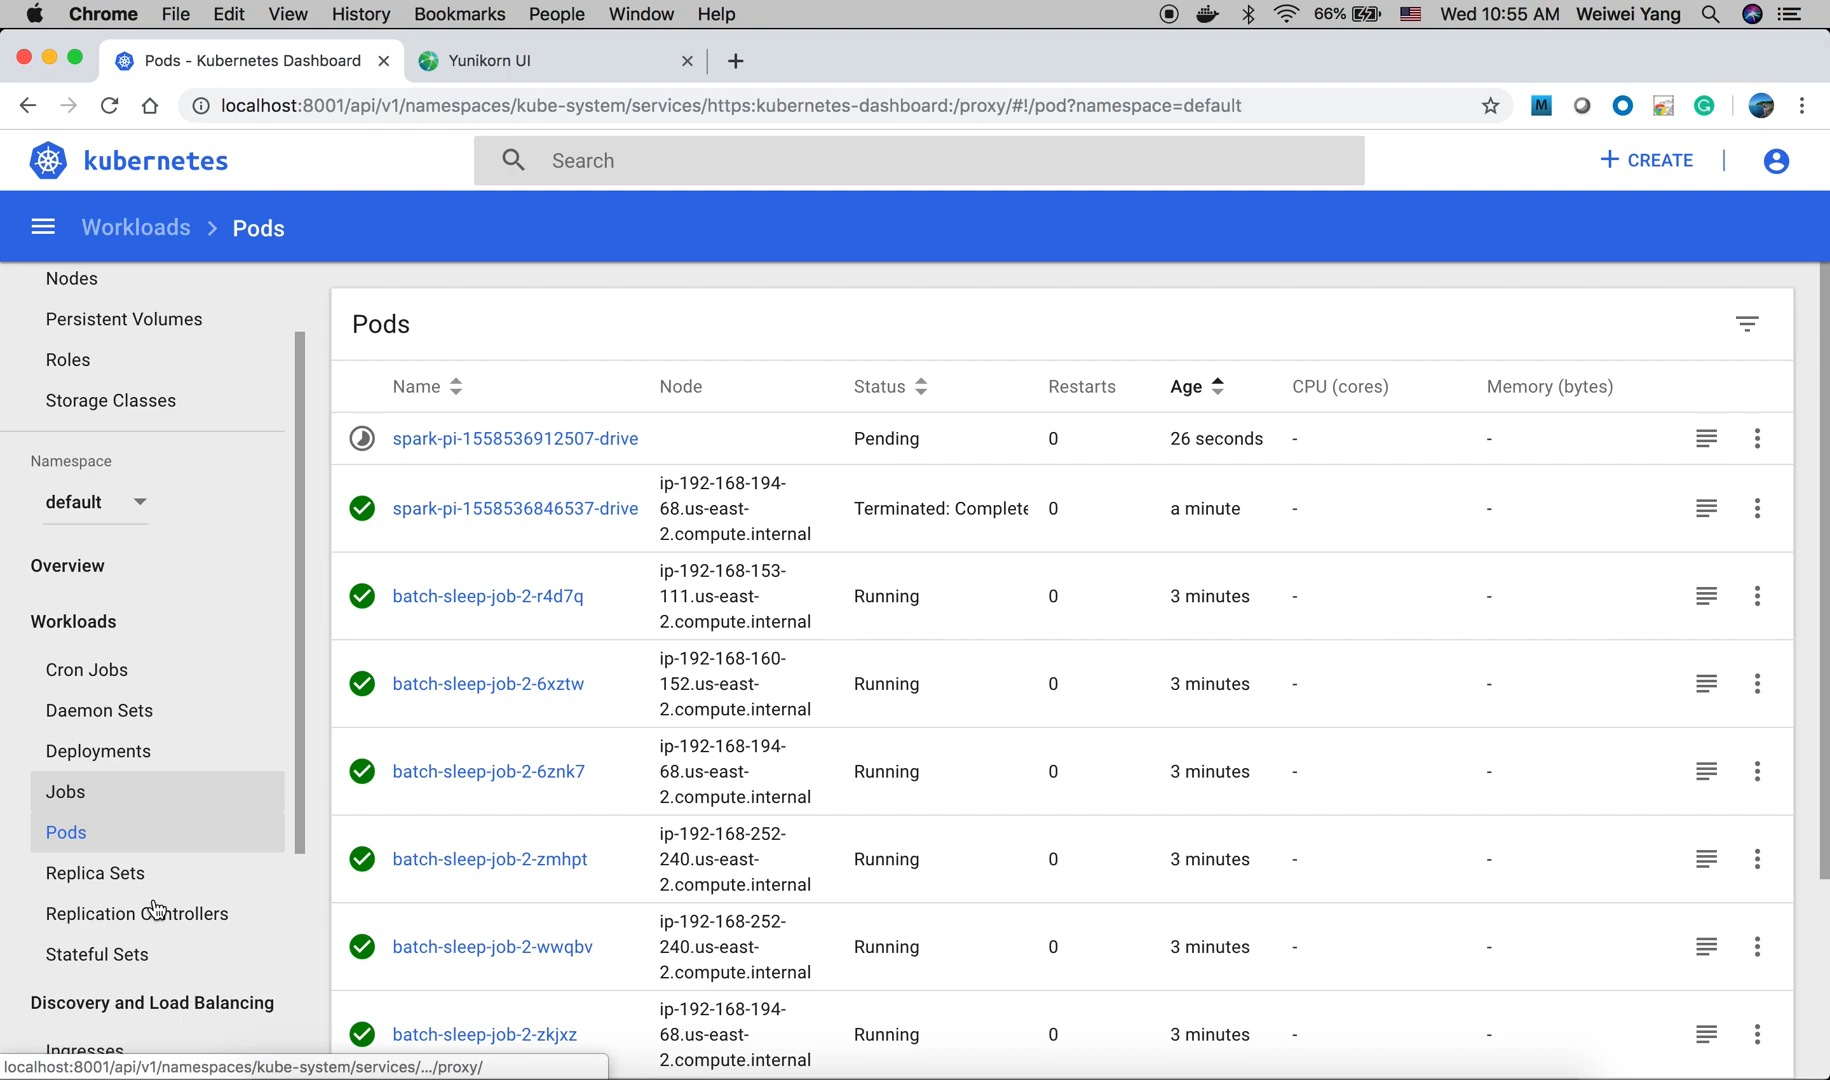 Chrome File Edit View History Bookmarks People Window Help 66% Wed 10:55 AM Weiwei Yang
Pods - Kubernetes Dashboard Yunikorn UI
localhost:8001/api/v1/namespaces/kube-system/services/https:kubernetes-dashboard:/proxy/#!/pod?namespace=default M G
kubernetes Search + CREATE
Workloads > Pods
Nodes
Persistent Volumes
Roles
Storage Classes
Namespace
default
Overview
Workloads
Cron Jobs
Daemon Sets
Deployments
Jobs
Pods
Replica Sets
Replication Controllers
Stateful Sets
Discovery and Load Balancing
Ingresses
localhost:8001/api/v1/namespaces/kube-system/services/.../proxy/
Pods
Name Node Status Restarts Age CPU (cores) Memory (bytes)
spark-pi-1558536912507-drive Pending 0 26 seconds - -
ip-192-168-194-
spark-pi-1558536846537-drive 68.us-east- Terminated: Complete 0 a minute - -
2.compute.internal
ip-192-168-153-
batch-sleep-job-2-r4d7q 111.us-east- Running 0 3 minutes - -
2.compute.internal
ip-192-168-160-
batch-sleep-job-2-6xztw 152.us-east- Running 0 3 minutes - -
2.compute.internal
ip-192-168-194-
batch-sleep-job-2-6znk7 68.us-east- Running 0 3 minutes - -
2.compute.internal
ip-192-168-252-
batch-sleep-job-2-zmhpt 240.us-east- Running 0 3 minutes - -
2.compute.internal
ip-192-168-252-
batch-sleep-job-2-wwqbv 240.us-east- Running 0 3 minutes - -
2.compute.internal
ip-192-168-194-
batch-sleep-job-2-zkjxz 68.us-east- Running 0 3 minutes - -
2.compute.internal